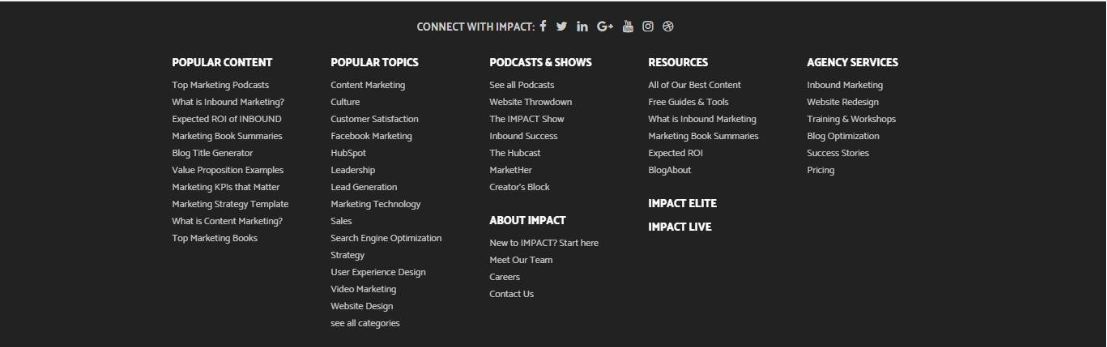 CONNECT WITH IMPACT:
POPULAR CONTENT
Top Marketing Podcasts
What is Inbound Marketing?
Expected ROI of INBOUND
Marketing Book Summaries
Blog Title Generator
Value Proposition Examples
Marketing KPIs that Matter
Marketing Strategy Template
What is Content Marketing?
Top Marketing Books
POPULAR TOPICS
Content Marketing
Culture
Customer Satisfaction
Facebook Marketing
HubSpot
Leadership
Lead Generation
Marketing Technology
Sales
Search Engine Optimization
Strategy
User Experience Design
Video Marketing
Website Design
see all categories
PODCASTS & SHOWS
See all Podcasts
Website Throwdown
The IMPACT Show
Inbound Success
The Hubcast
MarketHer
Creator's Block
ABOUT IMPACT
New to IMPACT? Start here
Meet Our Team
Careers
Contact Us
RESOURCES
All of Our Best Content
Free Guides & Tools
What is Inbound Marketing
Marketing Book Summaries
Expected ROI
BlogAbout
IMPACT ELITE
IMPACT LIVE
AGENCY SERVICES
Inbound Marketing
Website Redesign
Training & Workshops
Blog Optimization
Success Stories
Pricing